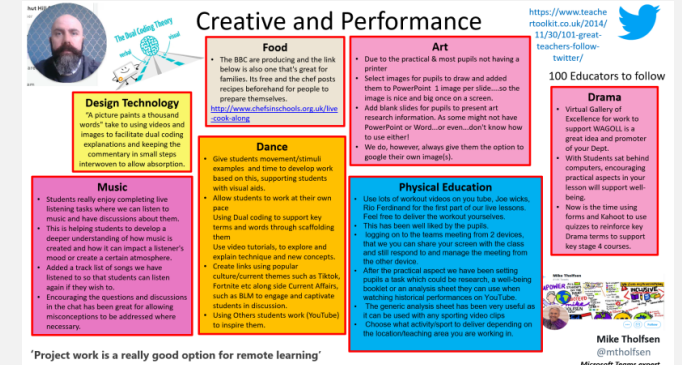 hut Hill
The Dual Coding Theory
verbal
visual
Creative and Performance
https://www.teache
rtoolkit.co.uk/2014/
11/30/101-great-
teachers-follow-
twitter/
100 Educators to follow
Food
• The BBC are producing and the link
below is also one that's great for
families. Its free and the chef posts
recipes beforehand for people to
prepare themselves.
http://www.chefsinschools.org.uk/live
-cook-along
Art
• Due to the practical & most pupils not having a
printer
• Select images for pupils to draw and added
them to PowerPoint 1 image per slide.....so the
image is nice and big once on a screen.
• Add blank slides for pupils to present art
research information. As some might not have
PowerPoint or Word...or even...don't know how
to use either!
• We do, however, always give them the option to
google their own image(s).
Drama
• Virtual Gallery of
Excellence for work to
support WAGOLL is a
great idea and promoter
of your Dept.
• With Students sat behind
computers, encouraging
practical aspects in your
lesson will support well-
being.
• Now is the time using
forms and Kahoot to use
quizzes to reinforce key
Drama terms to support
key stage 4 courses.
Design Technology
"A picture paints a thousand
words" take to using videos and
images to facilitate dual coding
explanations and keeping the
commentary in small steps
interwoven to allow absorption.
Dance
• Give students movement/stimuli
examples and time to develop work
based on this, supporting students
with visual aids.
• Allow students to work at their own
pace
Using Dual coding to support key
terms and words through scaffolding
them
Use video tutorials, to explore and
explain technique and new concepts.
• Create links using popular
culture/current themes such as Tiktok,
Fortnite etc along side Current Affairs,
such as BLM to engage and captivate
students in discussion.
• Using Others students work (YouTube)
to inspire them.
Music
• Students really enjoy completing live
listening tasks where we can listen to
music and have discussions about them.
• This is helping students to develop a
deeper understanding of how music is
created and how it can impact a listener's
mood or create a certain atmosphere.
• Added a track list of songs we have
listened to so that students can listen
again if they wish to.
• Encouraging the questions and discussions
in the chat has been great for allowing
misconceptions to be addressed where
necessary.
Physical Education
• Use lots of workout videos on you tube, Joe wicks,
Rio Ferdinand for the first part of our live lessons.
Feel free to deliver the workout yourselves.
• This has been well liked by the pupils.
• logging on to the teams meeting from 2 devices,
that we you can share your screen with the class
and still respond to and manage the meeting from
the other device.
• After the practical aspect we have been setting
pupils a task which could be research, a well-being
booklet or an analysis sheet they can use when
watching historical performances on YouTube.
• The generic analysis sheet has been very useful as
it can be used with any sporting video clips
• Choose what activity/sport to deliver depending on
the location/teaching area you are working in.
Mike Tholfsen
INCLUSIVE
Mike Tholfsen
@mtholfsen
Microsoft Teams expert
'Project work is a really good option for remote learning'